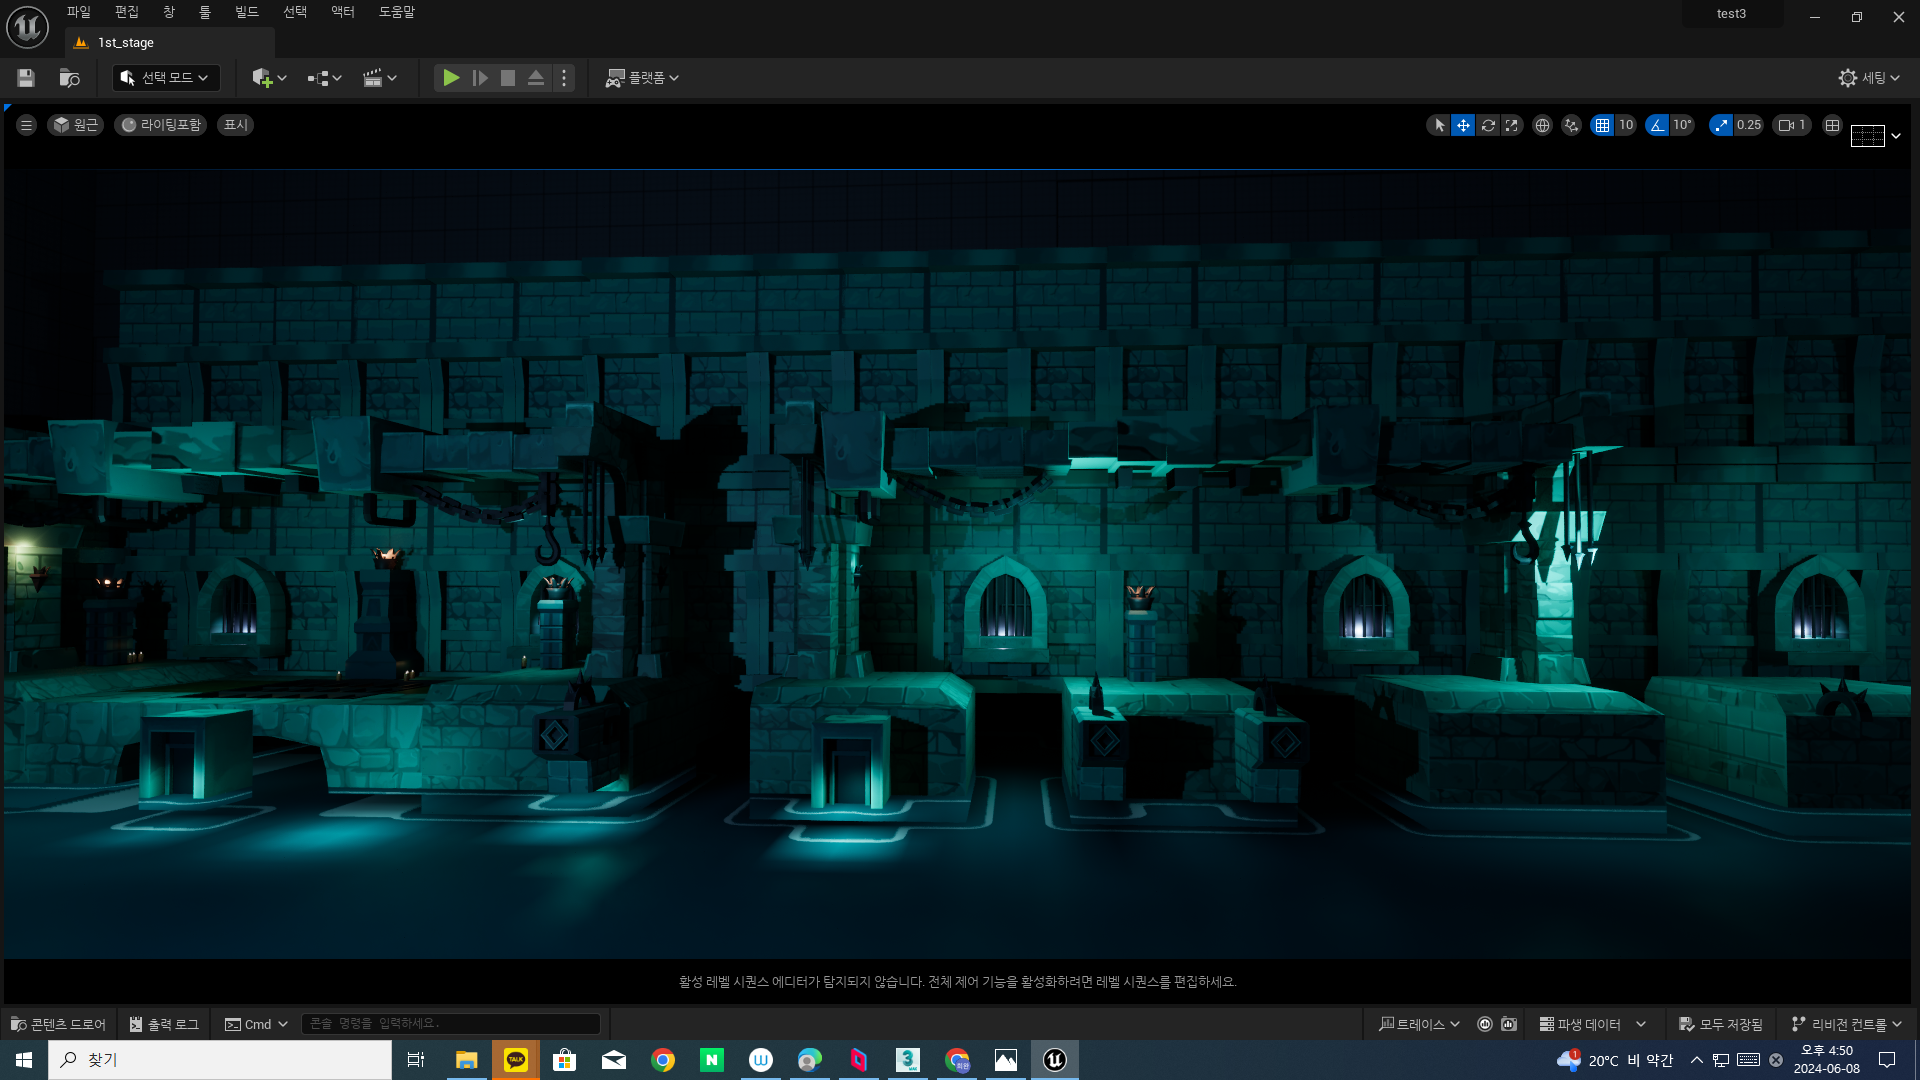 파일 편집 창 툴 빌드 선택 액터 도움말
test3
1st_stage
선택 모드
플랫폼
세팅
원근 라이팅포함 표시
10 10° 0.25 1
활성 레벨 시퀀스 에디터가 탐지되지 않습니다. 전체 제어 기능을 활성화하려면 레벨 시퀀스를 편집하세요.
콘텐츠 드로어 출력 로그 Cmd 콘솔 명령을 입력하세요. 트레이스 파생 데이터 모두 저장됨 리비전 컨트롤
찾기
TALK
N
W
3
1
20°C 비 약간
오후 4:50
2024-06-08